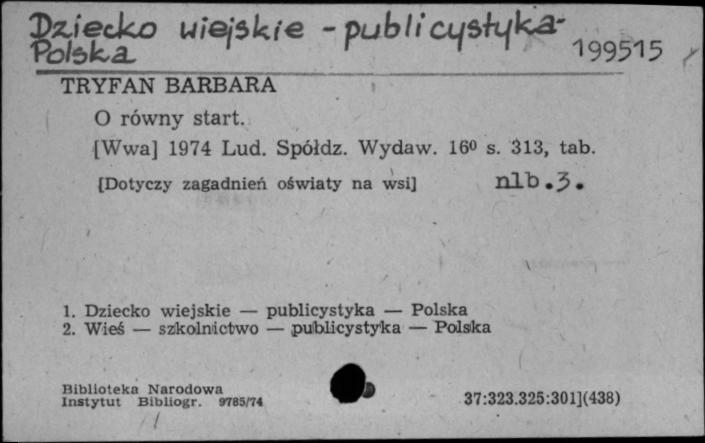 Dziecko wiejskie - publicystyka-
Polska
199515
TRYFAN BARBARA
O równy start.
[Wwa] 1974 Lud. Spółdz. Wydaw. 16⁰ s. 313, tab.
[Dotyczy zagadnień oświaty na wsi] nlb.3.
1. Dziecko wiejskie — publicystyka — Polska
2. Wieś — szkolnictwo — publicystyka — Polska
Biblioteka Narodowa
Instytut Bibliogr. 9785/74
37:323.325:301](438)